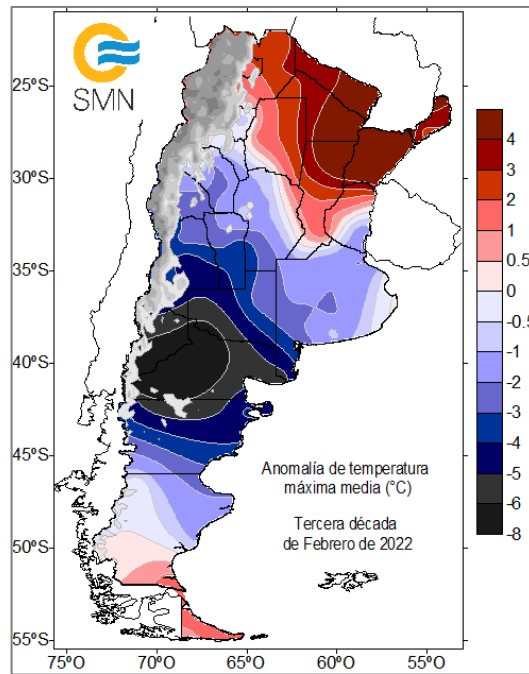 SMN
25°S
30°S
35°S
40°S
45°S
50°S
55°S
75°O
70°O
65°O
60°O
55°O
4
3
2
1
0.5
0
-0.5
-1
-2
-3
-4
-5
-6
-8
Anomalía de temperatura
máxima media (°C)
Tercera década
de Febrero de 2022